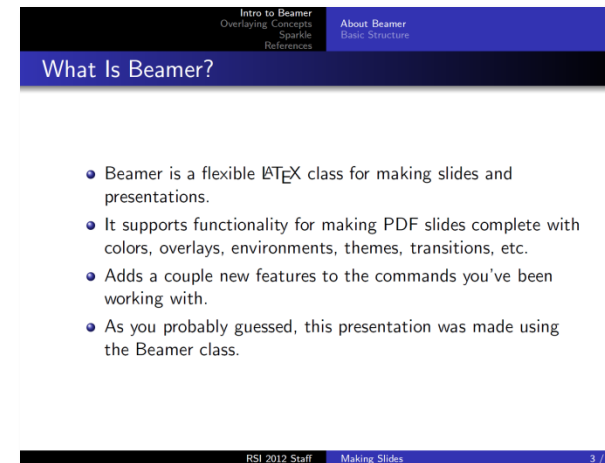 Intro to Beamer
Overlaying Concepts
Sparkle
References
About Beamer
Basic Structure
What Is Beamer?
Beamer is a flexible LATEX class for making slides and
presentations.
It supports functionality for making PDF slides complete with
colors, overlays, environments, themes, transitions, etc.
Adds a couple new features to the commands you've been
working with.
As you probably guessed, this presentation was made using
the Beamer class.
RSI 2012 Staff
Making Slides
3 /